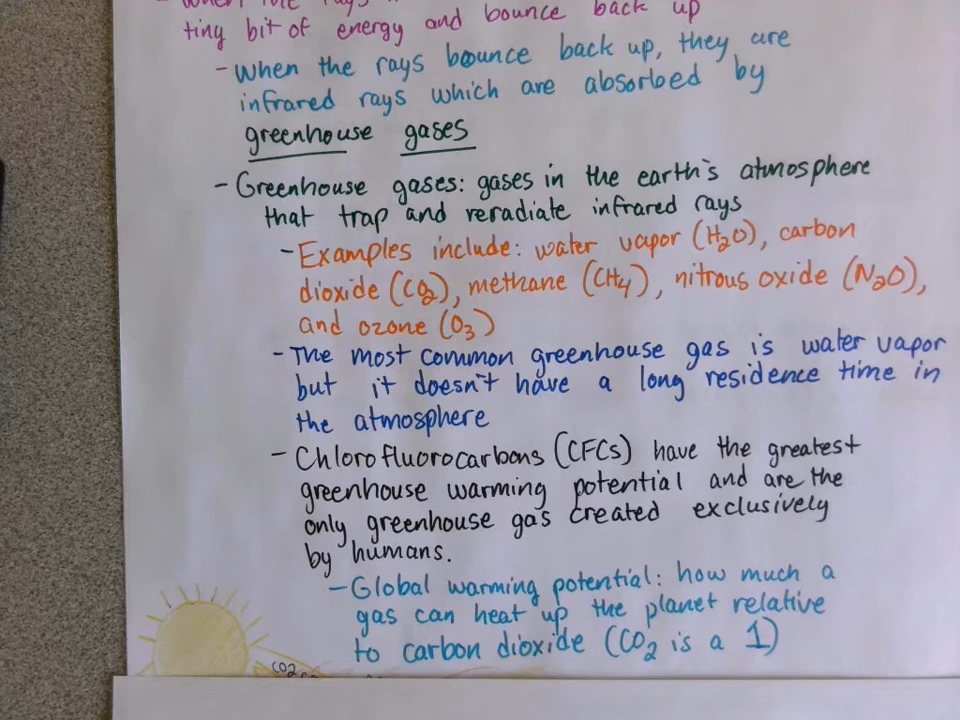 - When the rays
tiny bit of energy and bounce back up
- When the rays bounce back up, they are
infrared rays which are absorbed by
greenhouse gases
- Greenhouse gases: gases in the earth's atmosphere
that trap and reradiate infrared rays
- Examples include: water vapor (H2O), carbon
dioxide (CO2), methane (CH4), nitrous oxide (N2O),
and ozone (O3)
- The most common greenhouse gas is water vapor
but it doesn't have a long residence time in
the atmosphere
- Chlorofluorocarbons (CFCs) have the greatest
greenhouse warming potential and are the
only greenhouse gas created exclusively
by humans.
- Global warming potential: how much a
gas can heat up the planet relative
to carbon dioxide (CO2 is a 1)
CO2